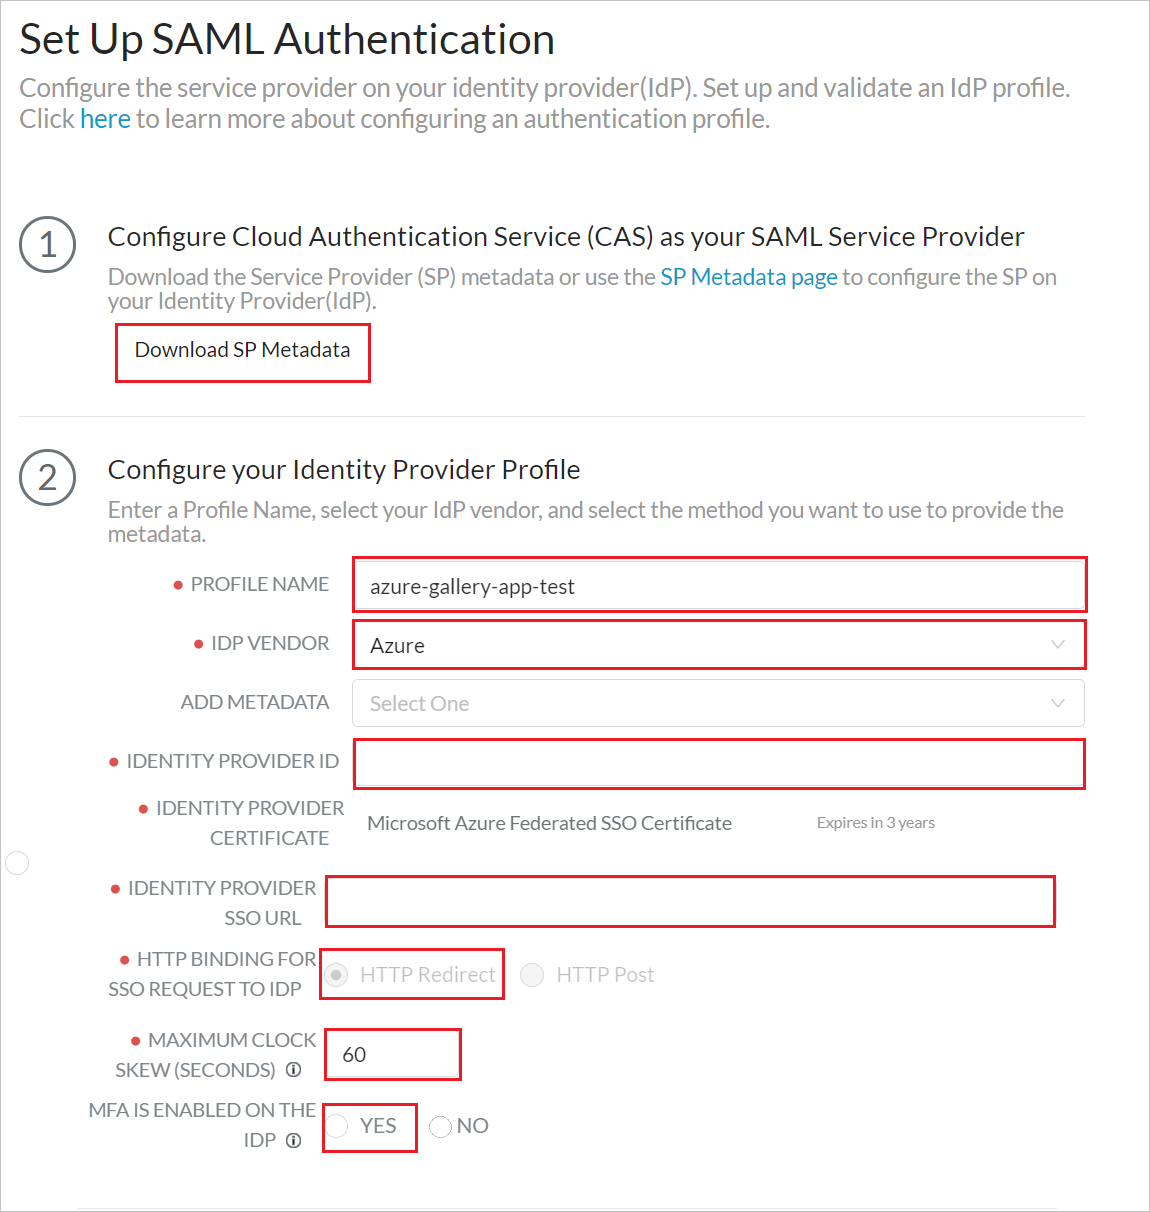 Set Up SAML Authentication
Configure the service provider on your identity provider(IdP). Set up and validate an IdP profile.
Click here to learn more about configuring an authentication profile.
1
Configure Cloud Authentication Service (CAS) as your SAML Service Provider
Download the Service Provider (SP) metadata or use the SP Metadata page to configure the SP on
your Identity Provider(IdP).
Download SP Metadata
2
Configure your Identity Provider Profile
Enter a Profile Name, select your IdP vendor, and select the method you want to use to provide the
metadata.
PROFILE NAME azure-gallery-app-test
IDP VENDOR Azure
ADD METADATA Select One
IDENTITY PROVIDER ID
IDENTITY PROVIDER
CERTIFICATE
Microsoft Azure Federated SSO Certificate Expires in 3 years
IDENTITY PROVIDER
SSO URL
HTTP BINDING FOR
SSO REQUEST TO IDP
HTTP Redirect HTTP Post
MAXIMUM CLOCK
SKEW (SECONDS)
60
MFA IS ENABLED ON THE
IDP
YES NO